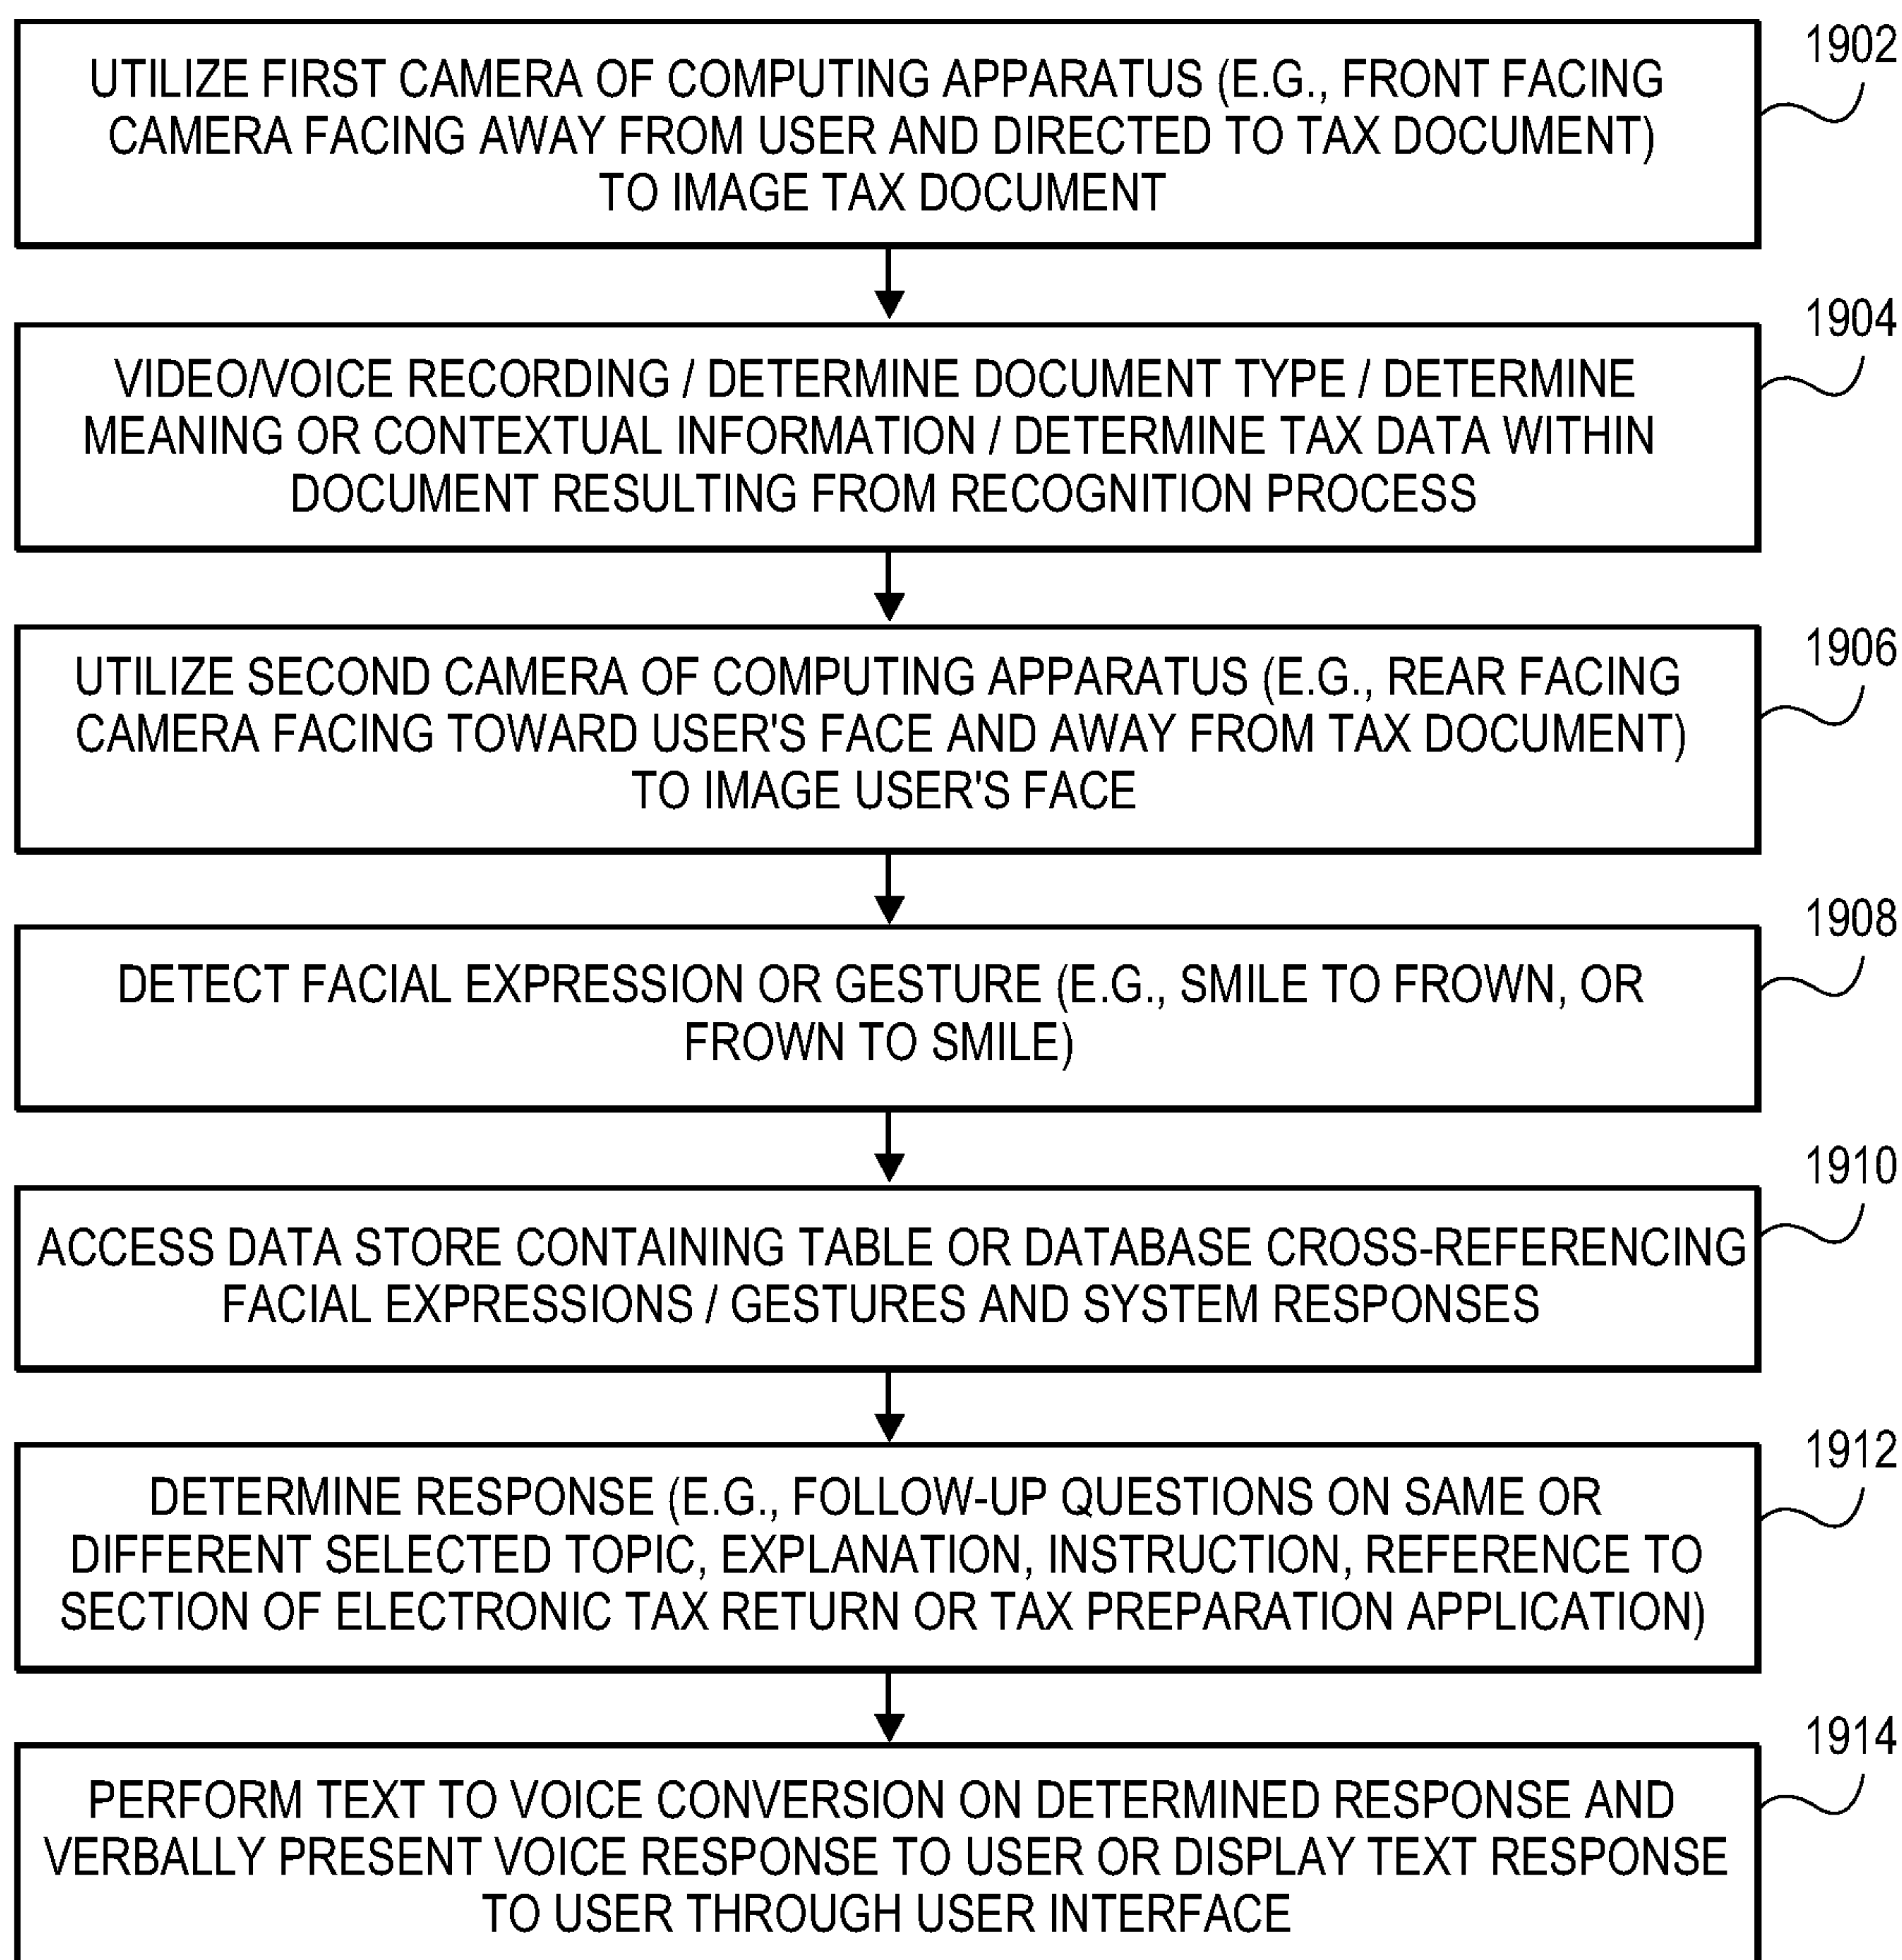 1902
UTILIZE FIRST CAMERA OF COMPUTING APPARATUS (E.G., FRONT FACING
CAMERA FACING AWAY FROM USER AND DIRECTED TO TAX DOCUMENT)
TO IMAGE TAX DOCUMENT
1904
VIDEO/VOICE RECORDING / DETERMINE DOCUMENT TYPE / DETERMINE
MEANING OR CONTEXTUAL INFORMATION / DETERMINE TAX DATA WITHIN
DOCUMENT RESULTING FROM RECOGNITION PROCESS
1906
UTILIZE SECOND CAMERA OF COMPUTING APPARATUS (E.G., REAR FACING
CAMERA FACING TOWARD USER'S FACE AND AWAY FROM TAX DOCUMENT)
TO IMAGE USER'S FACE
1908
DETECT FACIAL EXPRESSION OR GESTURE (E.G., SMILE TO FROWN, OR
FROWN TO SMILE)
1910
ACCESS DATA STORE CONTAINING TABLE OR DATABASE CROSS-REFERENCING
FACIAL EXPRESSIONS / GESTURES AND SYSTEM RESPONSES
1912
DETERMINE RESPONSE (E.G., FOLLOW-UP QUESTIONS ON SAME OR
DIFFERENT SELECTED TOPIC, EXPLANATION, INSTRUCTION, REFERENCE TO
SECTION OF ELECTRONIC TAX RETURN OR TAX PREPARATION APPLICATION)
1914
PERFORM TEXT TO VOICE CONVERSION ON DETERMINED RESPONSE AND
VERBALLY PRESENT VOICE RESPONSE TO USER OR DISPLAY TEXT RESPONSE
TO USER THROUGH USER INTERFACE